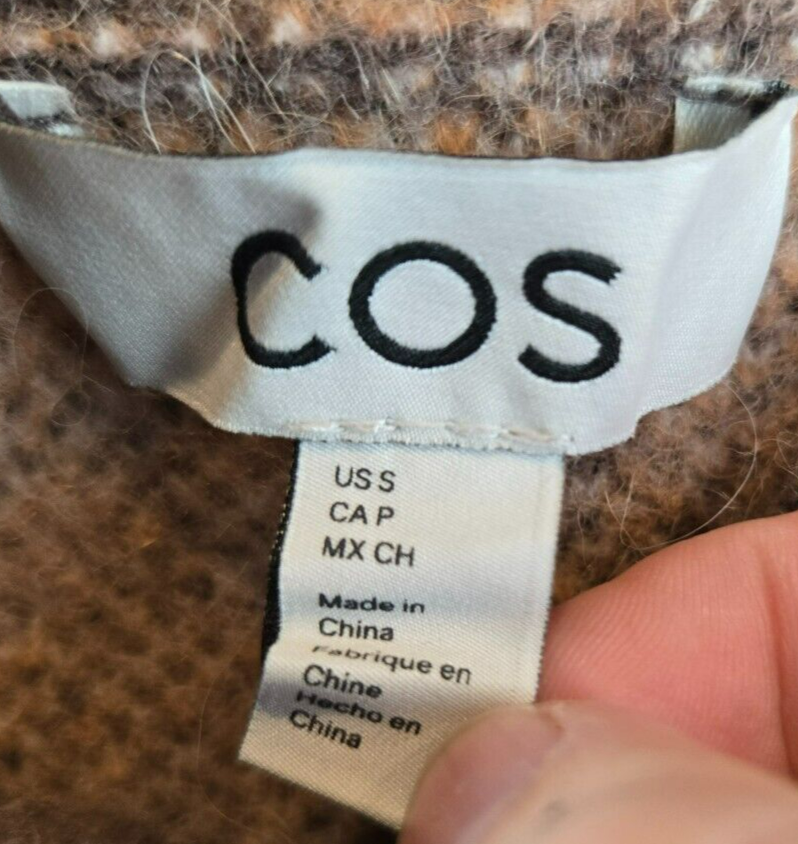 COS
US S
CA P
MX CH
Made in
China
Fabrique en
Chine
Hecho en
China